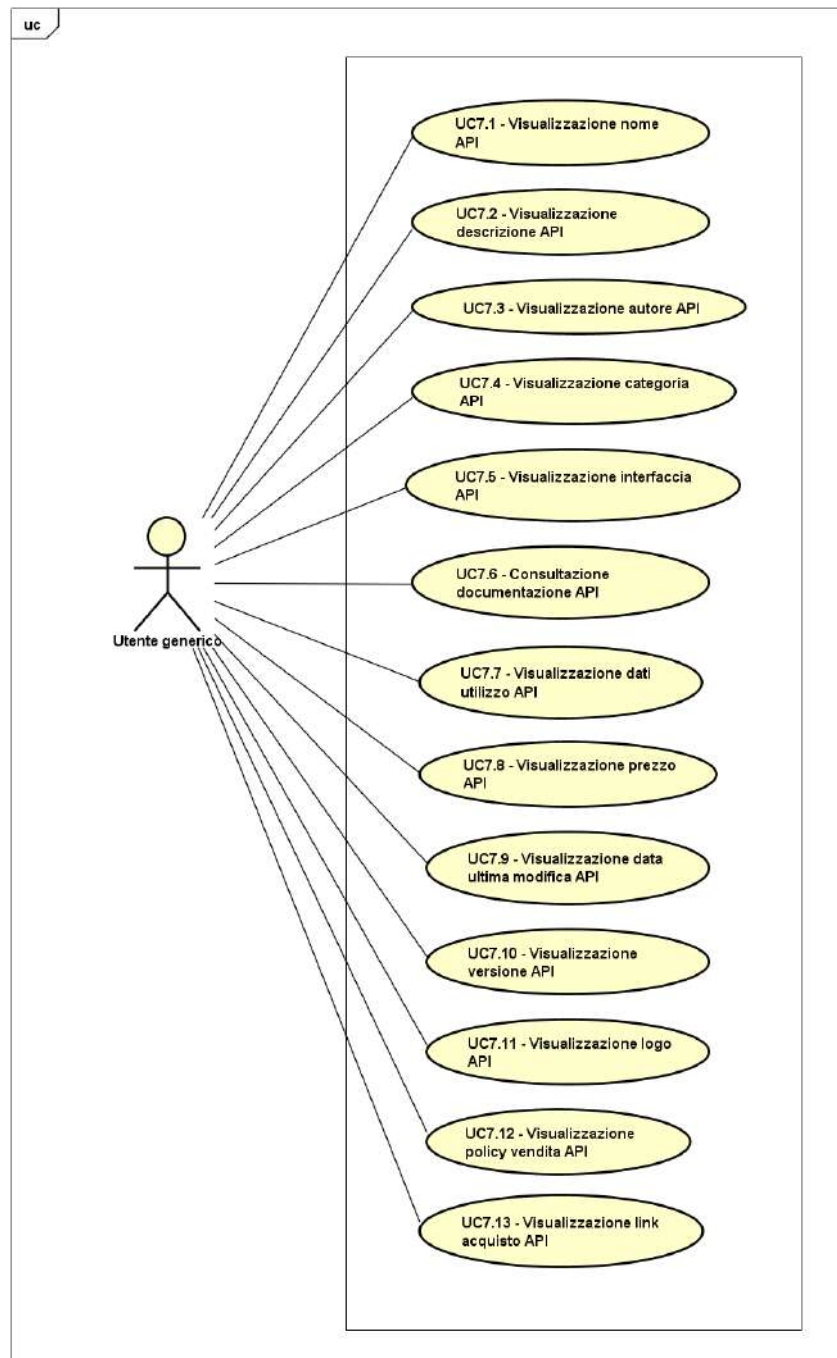 uc
UC7.1 - Visualizzazione nome
API
UC7.2 - Visualizzazione
descrizione API
UC7.3 - Visualizzazione autore API
UC7.4 - Visualizzazione categoria
API
UC7.5 - Visualizzazione interfaccia
API
UC7.6 - Consultazione
documentazione API
Utente generico
UC7.7 - Visualizzazione dati
utilizzo API
UC7.8 - Visualizzazione prezzo
API
UC7.9 - Visualizzazione data
ultima modifica API
UC7.10 - Visualizzazione
versione API
UC7.11 - Visualizzazione logo
API
UC7.12 - Visualizzazione
policy vendita API
UC7.13 - Visualizzazione link
acquisto API